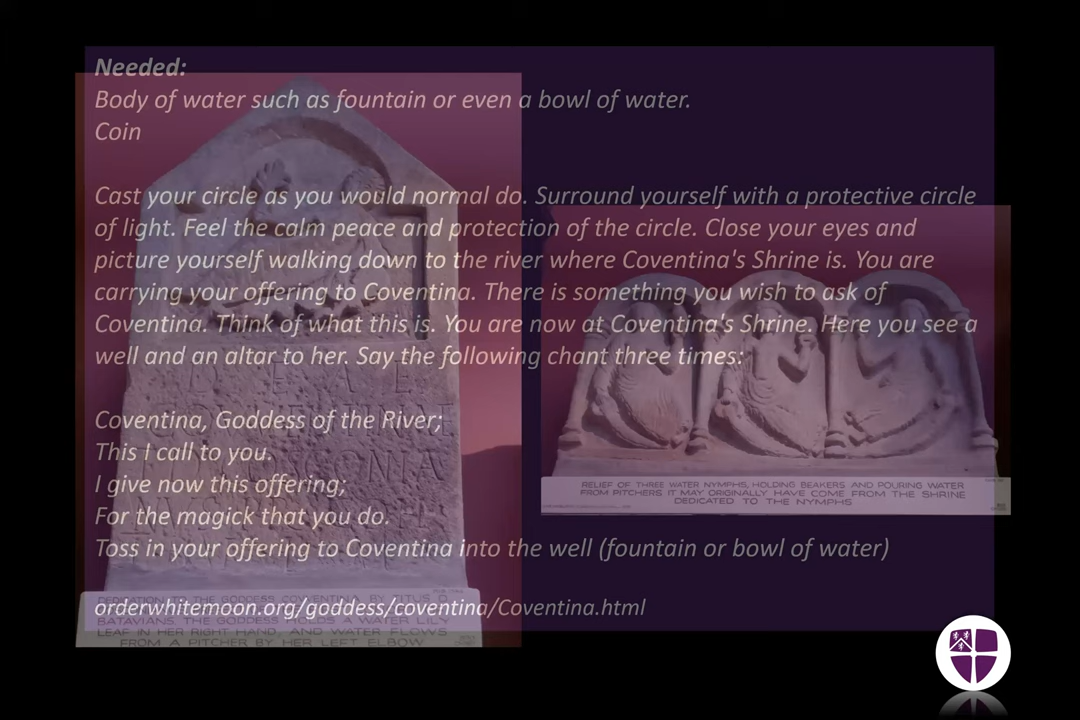 Needed:
Body of water such as fountain or even a bowl of water.
Coin
Cast your circle as you would normal do. Surround yourself with a protective circle
of light. Feel the calm peace and protection of the circle. Close your eyes and
picture yourself walking down to the river where Coventina's Shrine is. You are
carrying your offering to Coventina. There is something you wish to ask of
Coventina. Think of what this is. You are now at Coventina's Shrine. Here you see a
well and an altar to her. Say the following chant three times:
Coventina, Goddess of the River;
This I call to you.
I give now this offering;
For the magick that you do.
Toss in your offering to Coventina into the well (fountain or bowl of water)
orderwhitemoon.org/goddess/coventina/Coventina.html
RELIEF OF THREE WATER NYMPHS, HOLDING BEAKERS AND POURING WATER
FROM PITCHERS IT MAY ORIGINALLY HAVE COME FROM THE SHRINE
DEDICATED TO THE NYMPHS
DEDICATION TO THE GODDESS COVENTINA BY TITUS D
BATAVIANS. THE GODDESS HOLDS A WATER LILY
LEAF IN HER RIGHT HAND, AND WATER FLOWS
FROM A PITCHER BY HER LEFT ELBOW